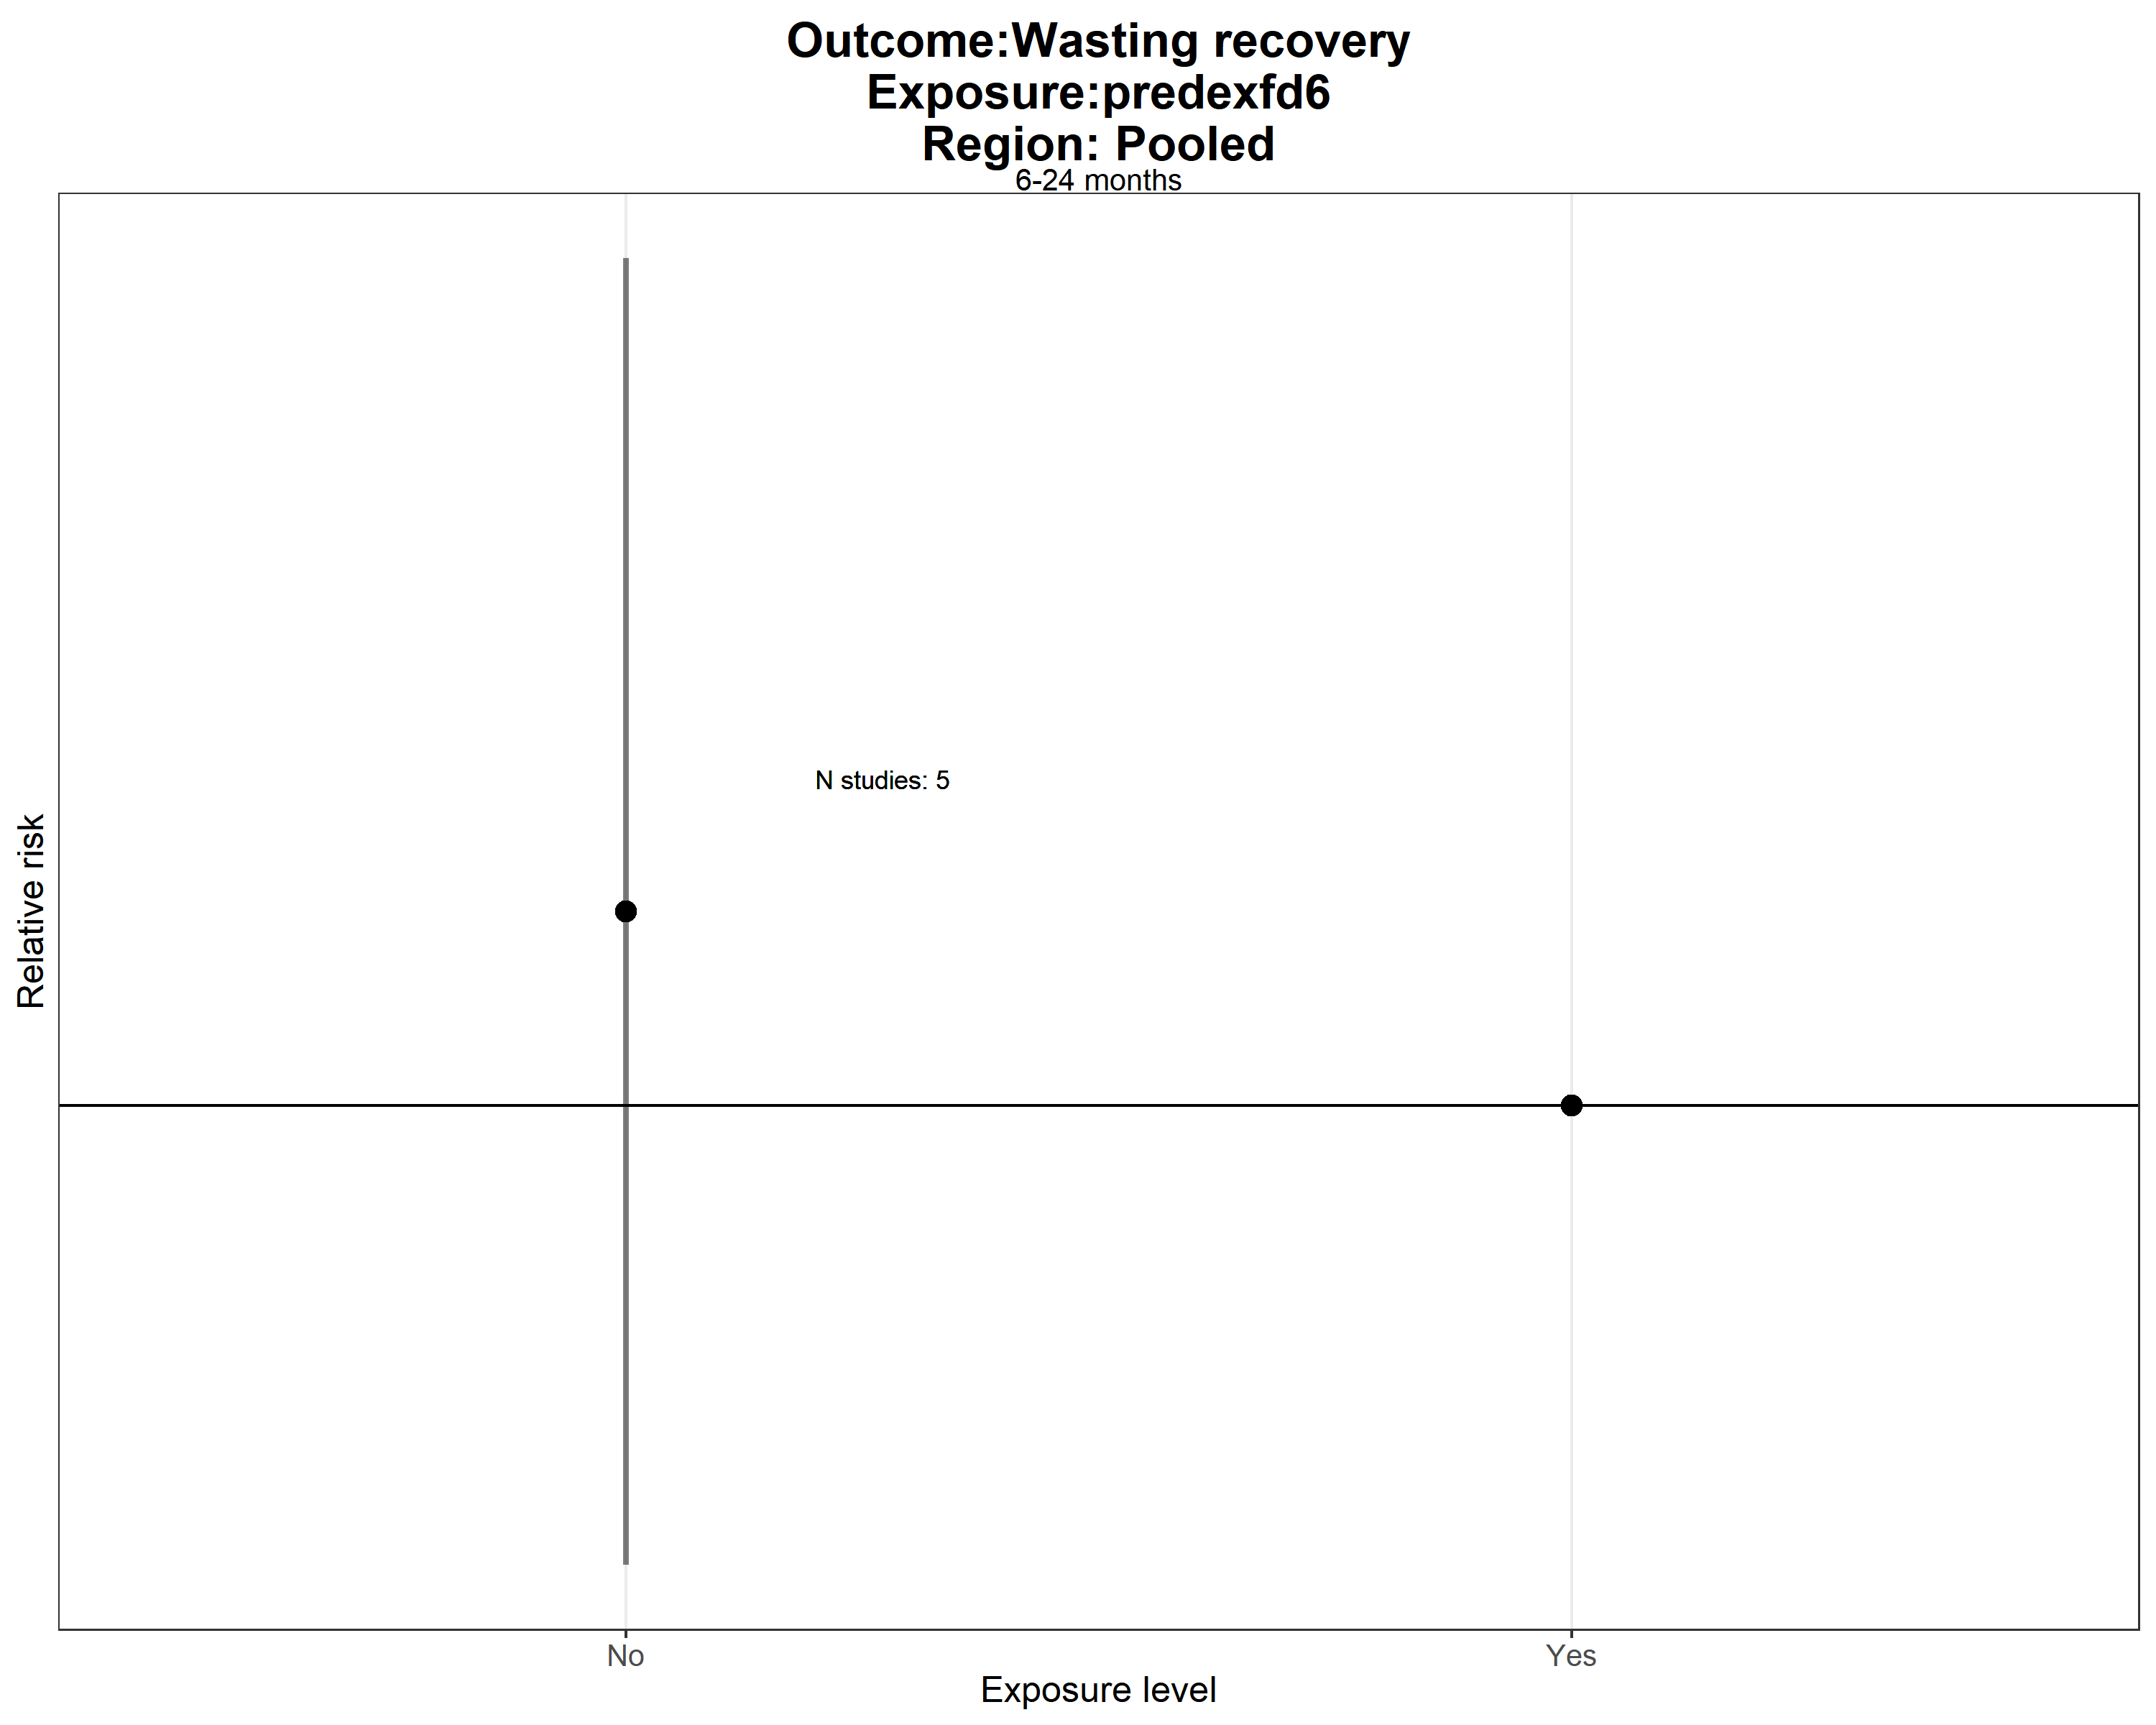 Outcome:Wasting recovery
Exposure:predexfd6
Region: Pooled
6-24 months
N studies: 5
Relative risk
No
Yes
Exposure level